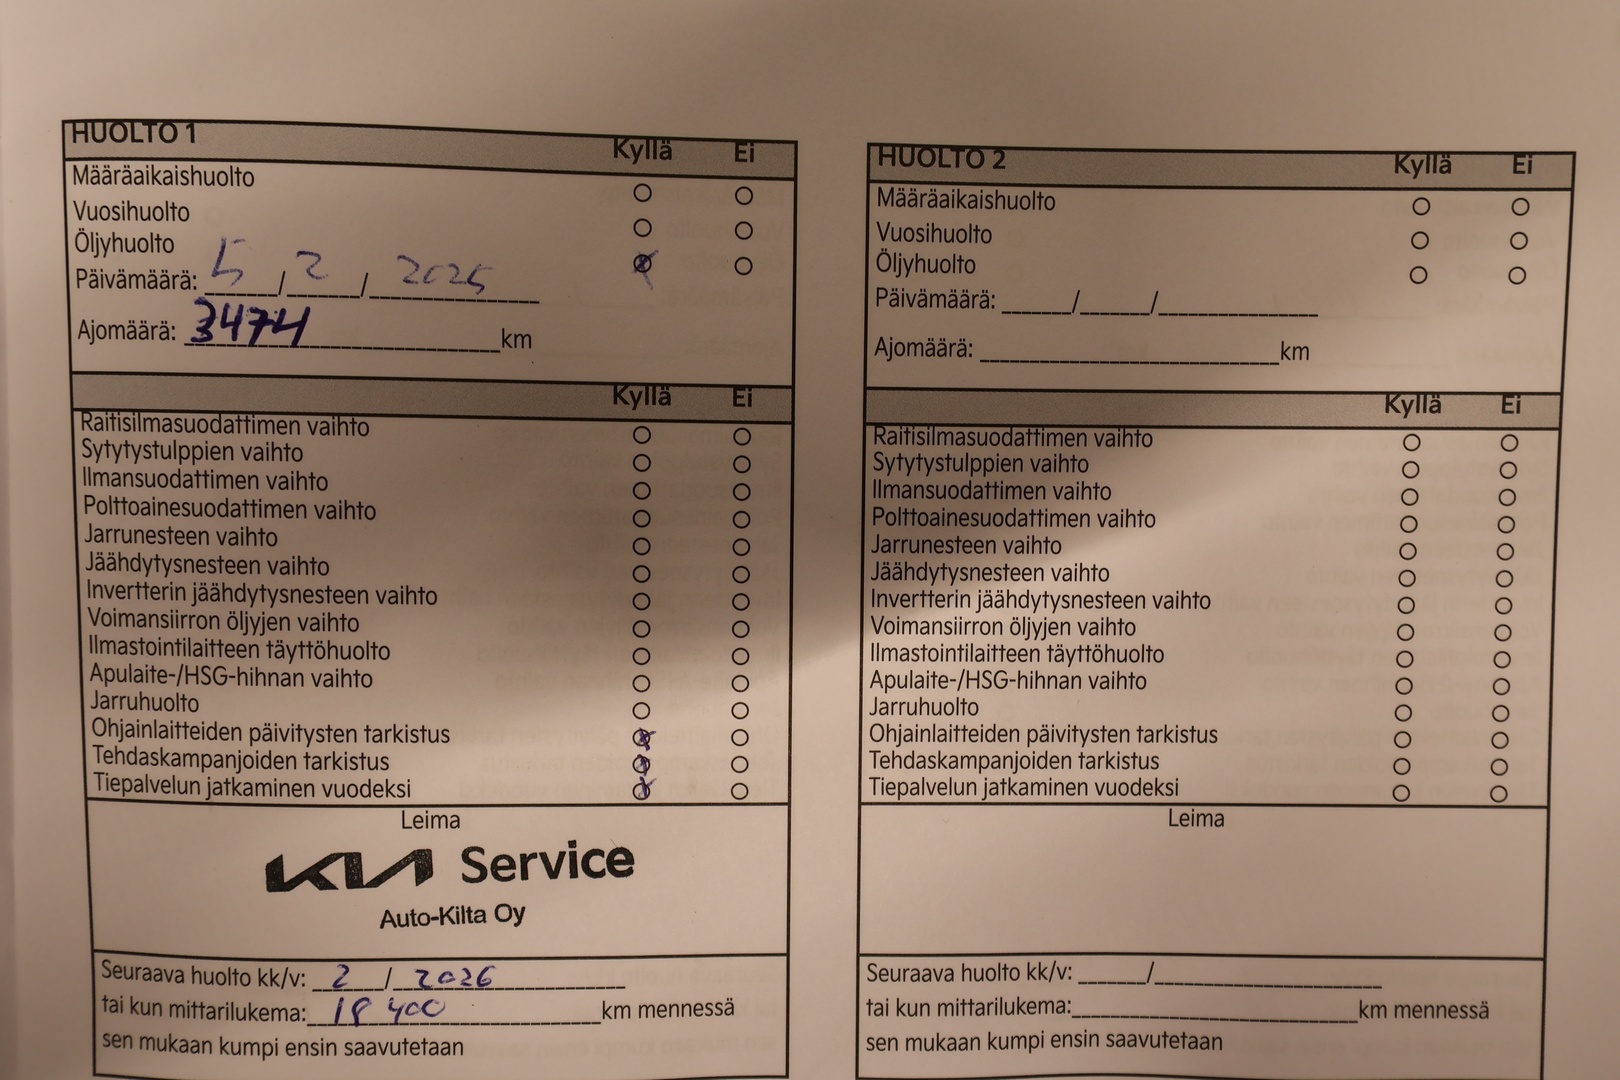 HUOLTO 1 Kyllä Ei
Määräaikaishuolto
Vuosihuolto
Öljyhuolto
Päivämäärä: 5 / 2 / 2025
Ajomäärä: 3474 km
Kyllä Ei
Raitisilmasuodattimen vaihto
Sytytystulppien vaihto
Ilmansuodattimen vaihto
Polttoainesuodattimen vaihto
Jarrunesteen vaihto
Jäähdytysnesteen vaihto
Invertterin jäähdytysnesteen vaihto
Voimansiirron öljyjen vaihto
Ilmastointilaitteen täyttöhuolto
Apulaite-/HSG-hihnan vaihto
Jarruhuolto
Ohjainlaitteiden päivitysten tarkistus
Tehdaskampanjoiden tarkistus
Tiepalvelun jatkaminen vuodeksi
Leima
KIA Service
Auto-Kilta Oy
Seuraava huolto kk/v: 2 / 2026
tai kun mittarilukema: 18 400 km mennessä
sen mukaan kumpi ensin saavutetaan
HUOLTO 2 Kyllä Ei
Määräaikaishuolto
Vuosihuolto
Öljyhuolto
Päivämäärä: / /
Ajomäärä: km
Kyllä Ei
Raitisilmasuodattimen vaihto
Sytytystulppien vaihto
Ilmansuodattimen vaihto
Polttoainesuodattimen vaihto
Jarrunesteen vaihto
Jäähdytysnesteen vaihto
Invertterin jäähdytysnesteen vaihto
Voimansiirron öljyjen vaihto
Ilmastointilaitteen täyttöhuolto
Apulaite-/HSG-hihnan vaihto
Jarruhuolto
Ohjainlaitteiden päivitysten tarkistus
Tehdaskampanjoiden tarkistus
Tiepalvelun jatkaminen vuodeksi
Leima
Seuraava huolto kk/v: /
tai kun mittarilukema: km mennessä
sen mukaan kumpi ensin saavutetaan